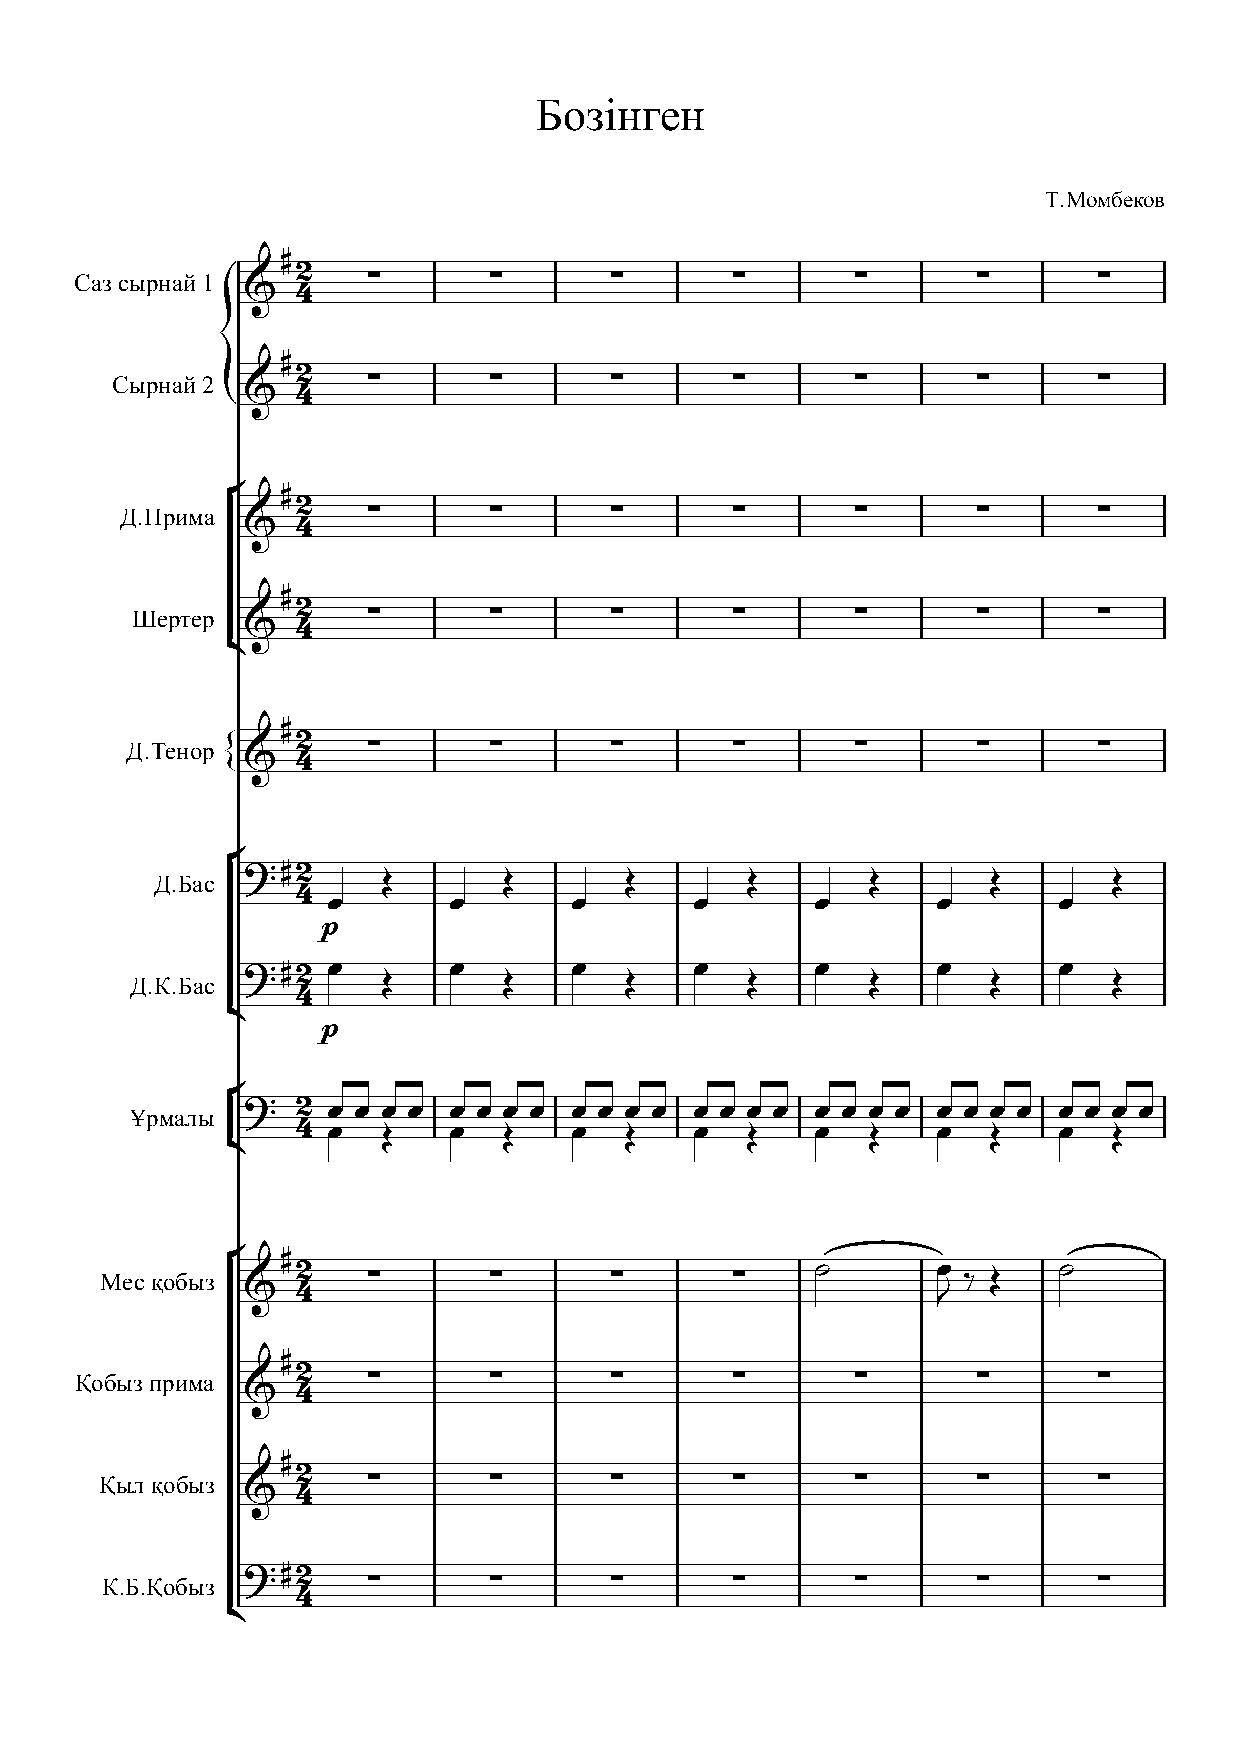 Бозінген
Т.Момбеков
Саз сырнай 1
Сырнай 2
Д.Прима
Шертер
Д.Тенор
Д.Бас
p
Д.К.Бас
p
Ұрмалы
Мес қобыз
Қобыз прима
Қыл қобыз
К.Б.Қобыз